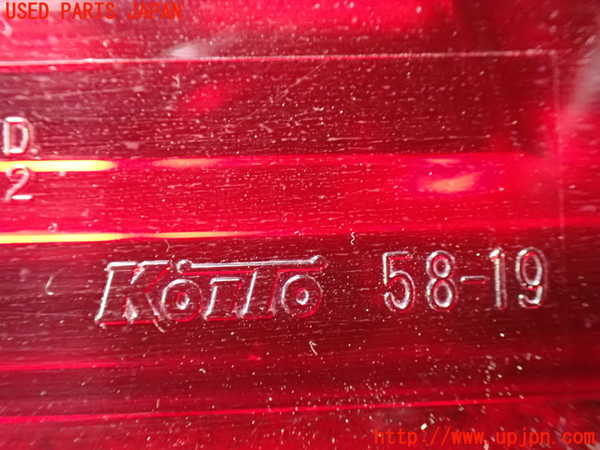 USED PARTS JAPAN
D.
2
KOITO 58-19
http://www.upjpn.com